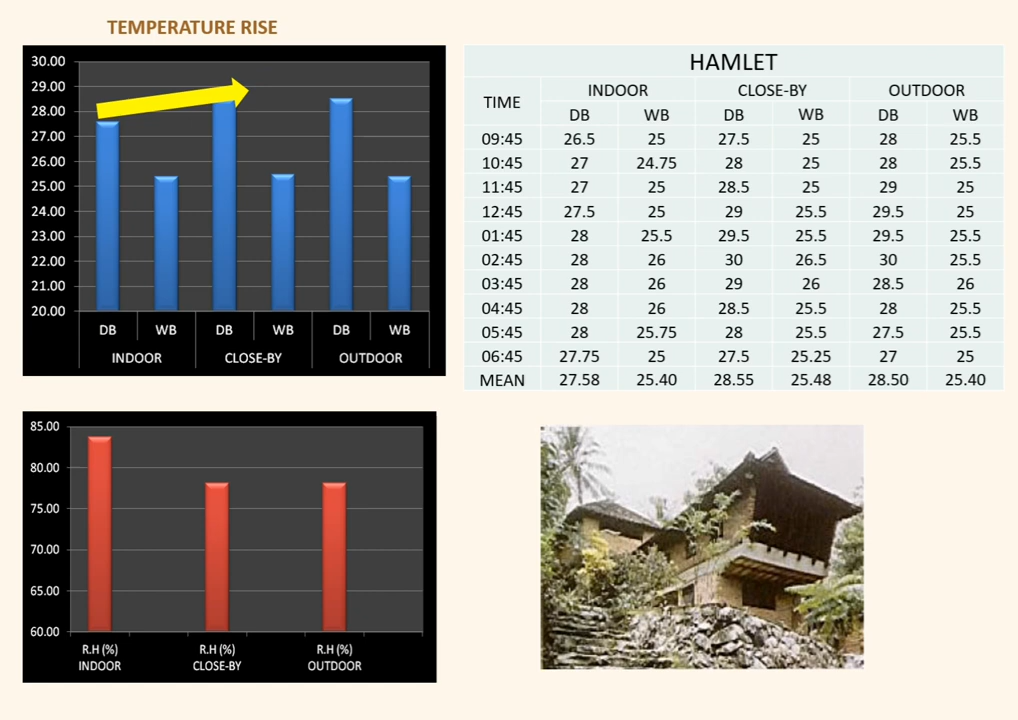 TEMPERATURE RISE
30.00
29.00
28.00
27.00
26.00
25.00
24.00
23.00
22.00
21.00
20.00
DB WB DB WB DB WB
INDOOR CLOSE-BY OUTDOOR
HAMLET
TIME INDOOR CLOSE-BY OUTDOOR
DB WB DB WB DB WB
09:45 26.5 25 27.5 25 28 25.5
10:45 27 24.75 28 25 28 25.5
11:45 27 25 28.5 25 29 25
12:45 27.5 25 29 25.5 29.5 25
01:45 28 25.5 29.5 25.5 29.5 25.5
02:45 28 26 30 26.5 30 25.5
03:45 28 26 29 26 28.5 26
04:45 28 26 28.5 25.5 28 25.5
05:45 28 25.75 28 25.5 27.5 25.5
06:45 27.75 25 27.5 25.25 27 25
MEAN 27.58 25.40 28.55 25.48 28.50 25.40
85.00
80.00
75.00
70.00
65.00
60.00
R.H (%) R.H (%) R.H (%)
INDOOR CLOSE-BY OUTDOOR